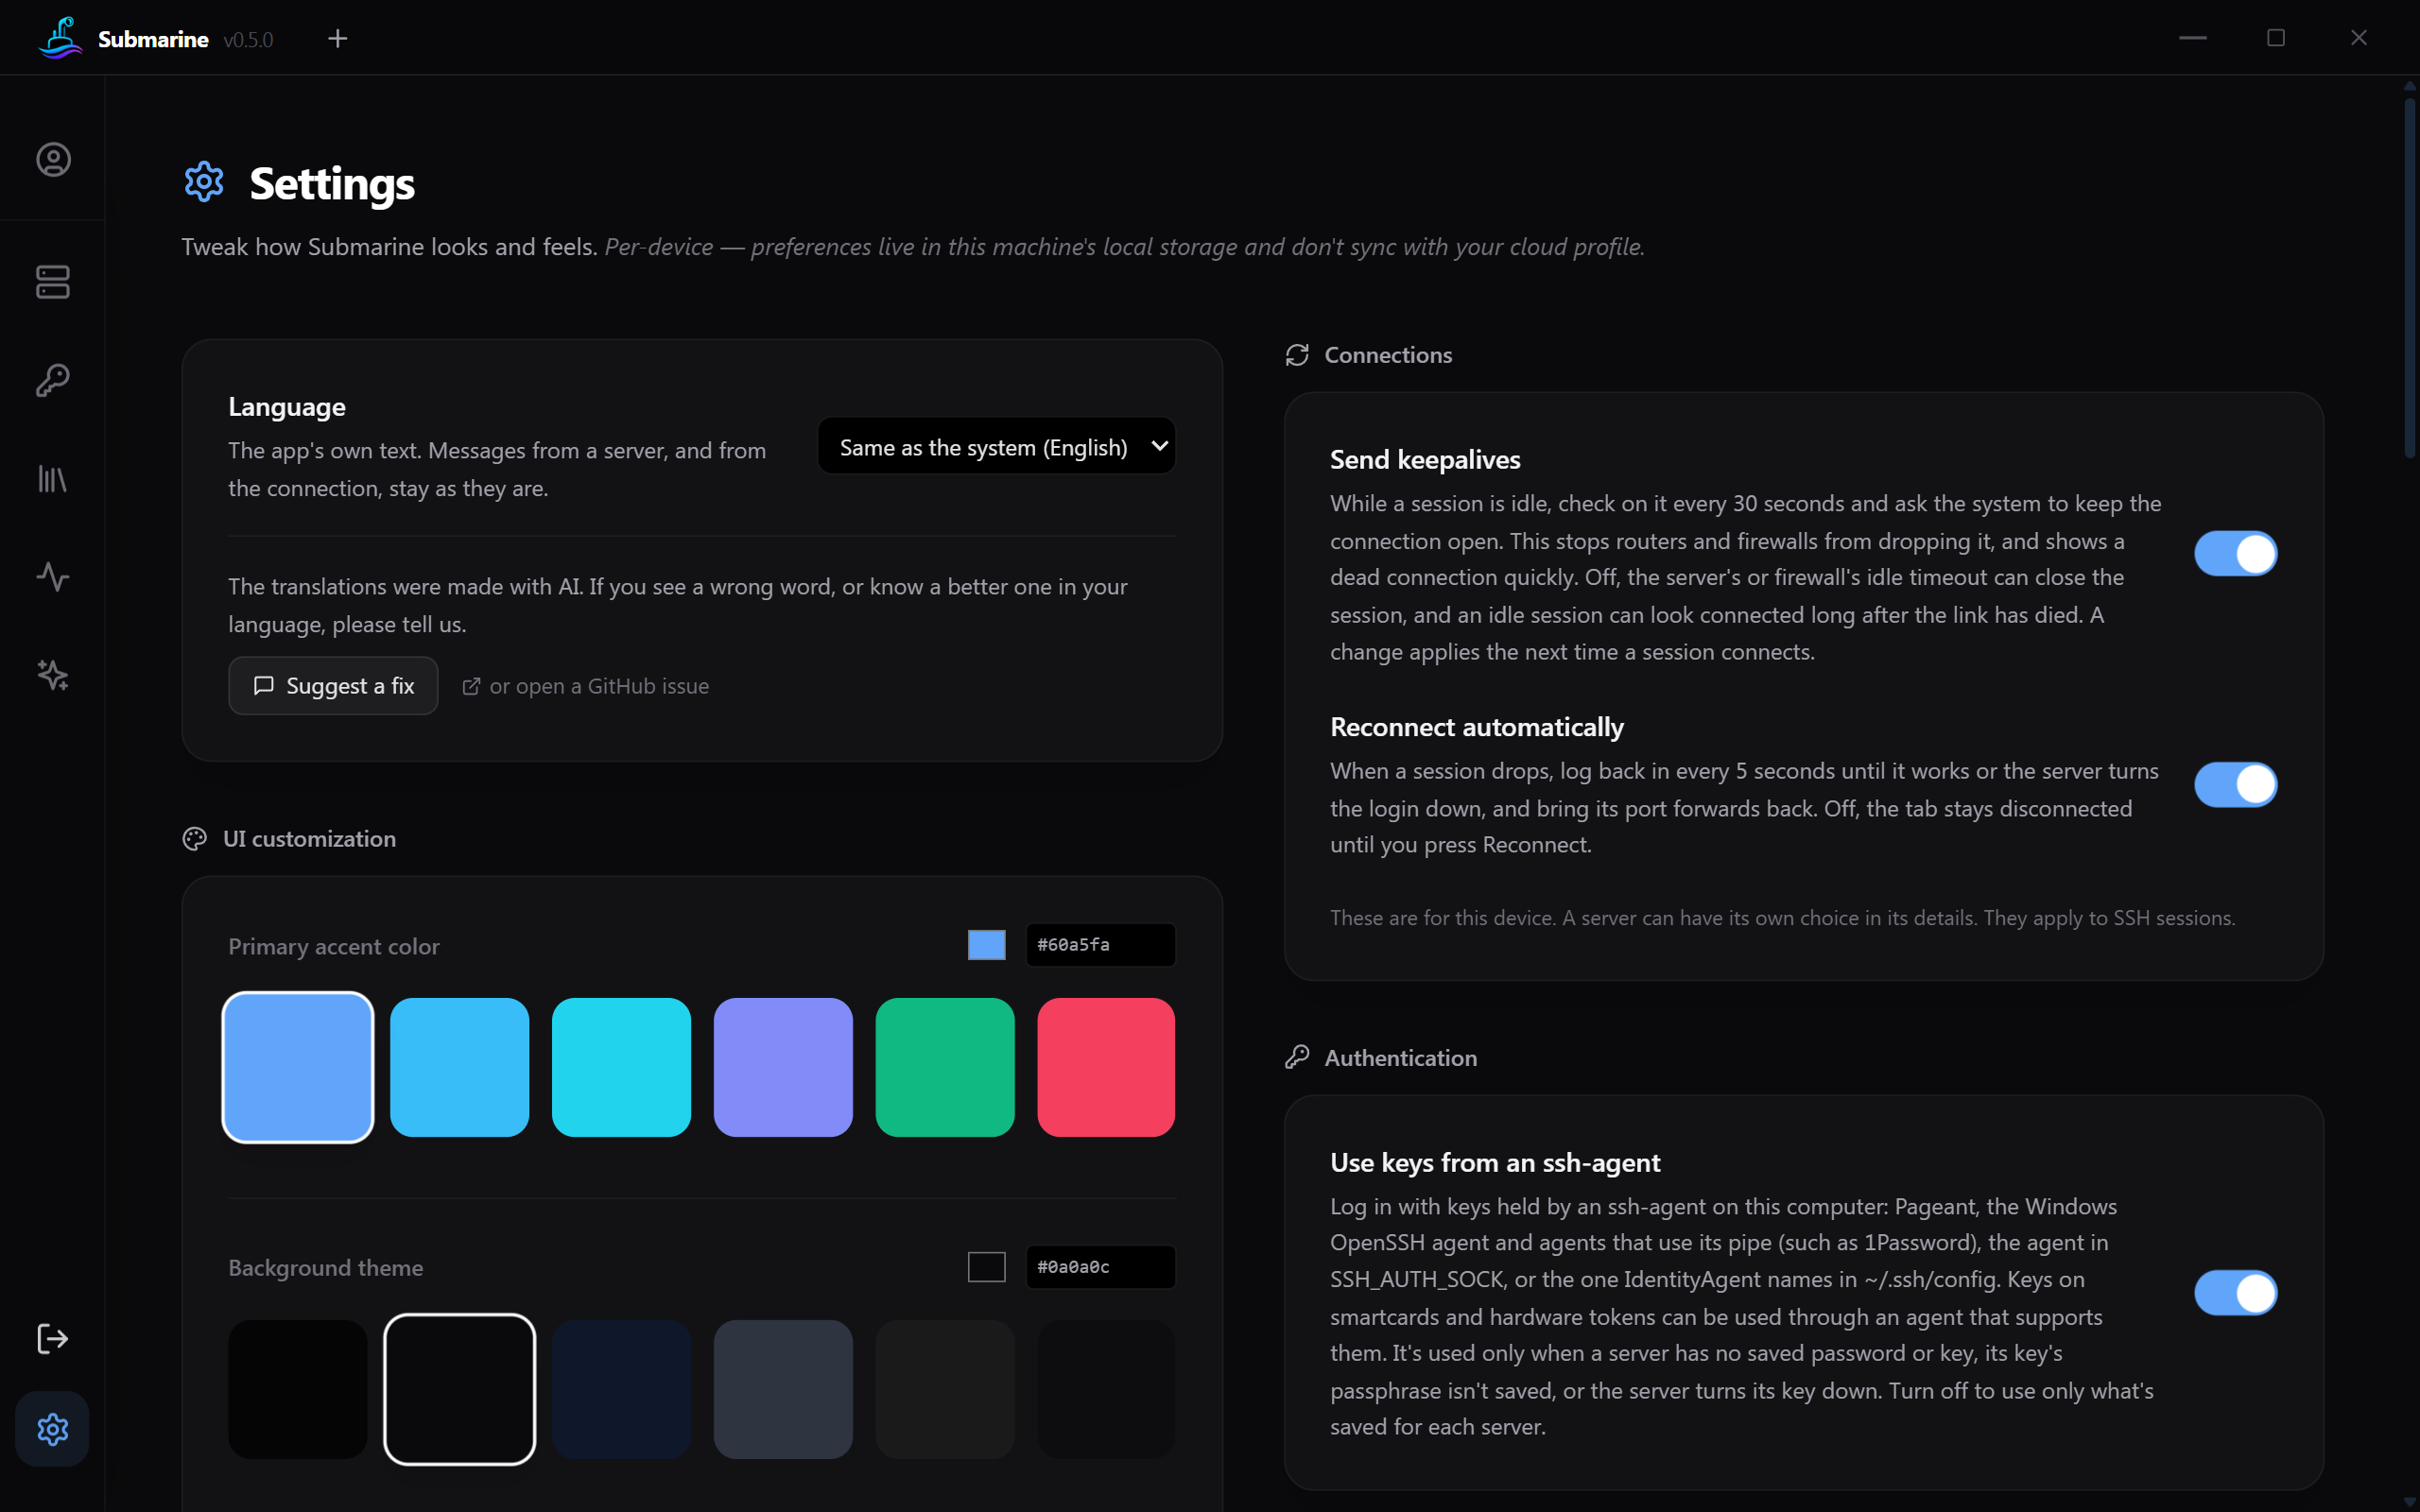 Submarine v0.5.0
Settings
Tweak how Submarine looks and feels. Per-device — preferences live in this machine's local storage and don't sync with your cloud profile.
Language
The app's own text. Messages from a server, and from
the connection, stay as they are.
Same as the system (English)
The translations were made with AI. If you see a wrong word, or know a better one in your
language, please tell us.
Suggest a fix
or open a GitHub issue
UI customization
Primary accent color
#60a5fa
Background theme
#0a0a0c
Connections
Send keepalives
While a session is idle, check on it every 30 seconds and ask the system to keep the
connection open. This stops routers and firewalls from dropping it, and shows a
dead connection quickly. Off, the server's or firewall's idle timeout can close the
session, and an idle session can look connected long after the link has died. A
change applies the next time a session connects.
Reconnect automatically
When a session drops, log back in every 5 seconds until it works or the server turns
the login down, and bring its port forwards back. Off, the tab stays disconnected
until you press Reconnect.
These are for this device. A server can have its own choice in its details. They apply to SSH sessions.
Authentication
Use keys from an ssh-agent
Log in with keys held by an ssh-agent on this computer: Pageant, the Windows
OpenSSH agent and agents that use its pipe (such as 1Password), the agent in
SSH_AUTH_SOCK, or the one IdentityAgent names in ~/.ssh/config. Keys on
smartcards and hardware tokens can be used through an agent that supports
them. It's used only when a server has no saved password or key, its key's
passphrase isn't saved, or the server turns its key down. Turn off to use only what's
saved for each server.